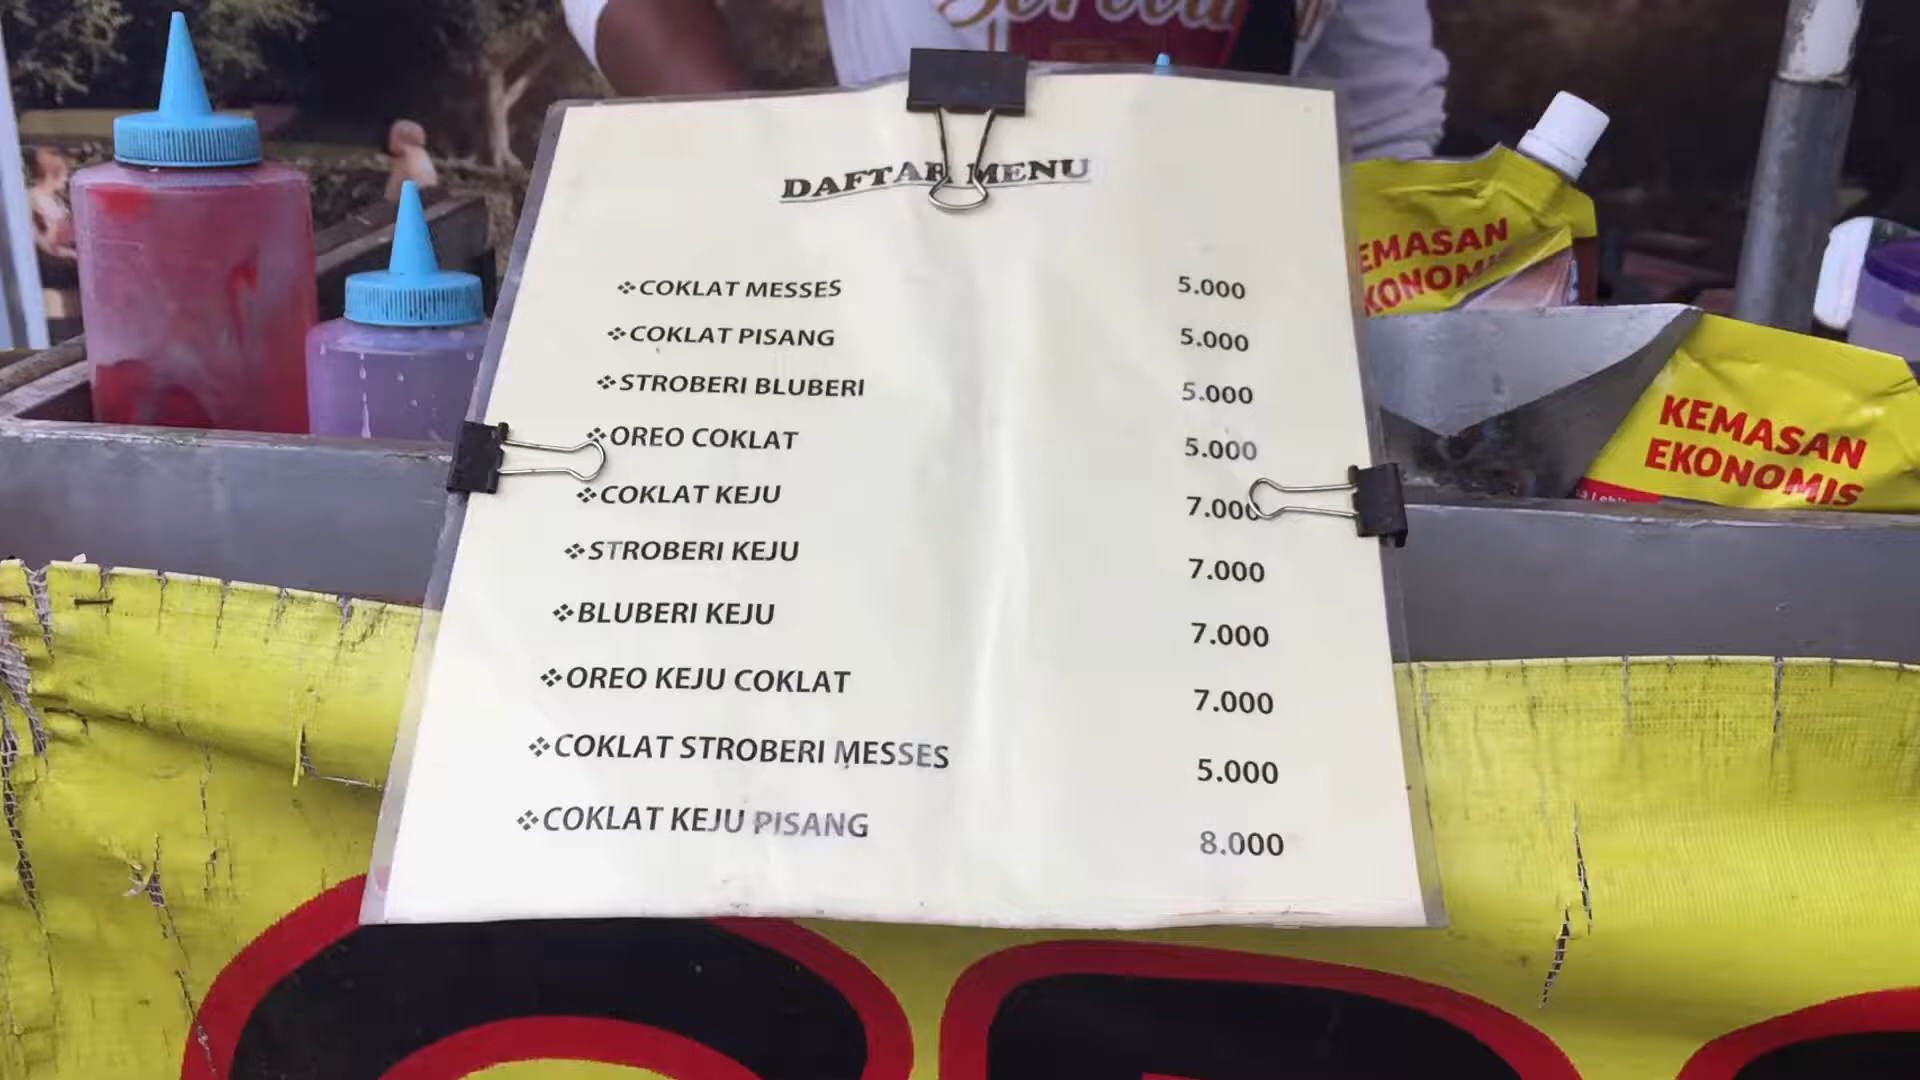 DAFTAR MENU
COKLAT MESSES 5.000
COKLAT PISANG 5.000
STROBERI BLUBERI 5.000
OREO COKLAT 5.000
COKLAT KEJU 7.000
STROBERI KEJU 7.000
BLUBERI KEJU 7.000
OREO KEJU COKLAT 7.000
COKLAT STROBERI MESSES 5.000
COKLAT KEJU PISANG 8.000
EMASAN
KONOMI
KEMASAN
EKONOMIS